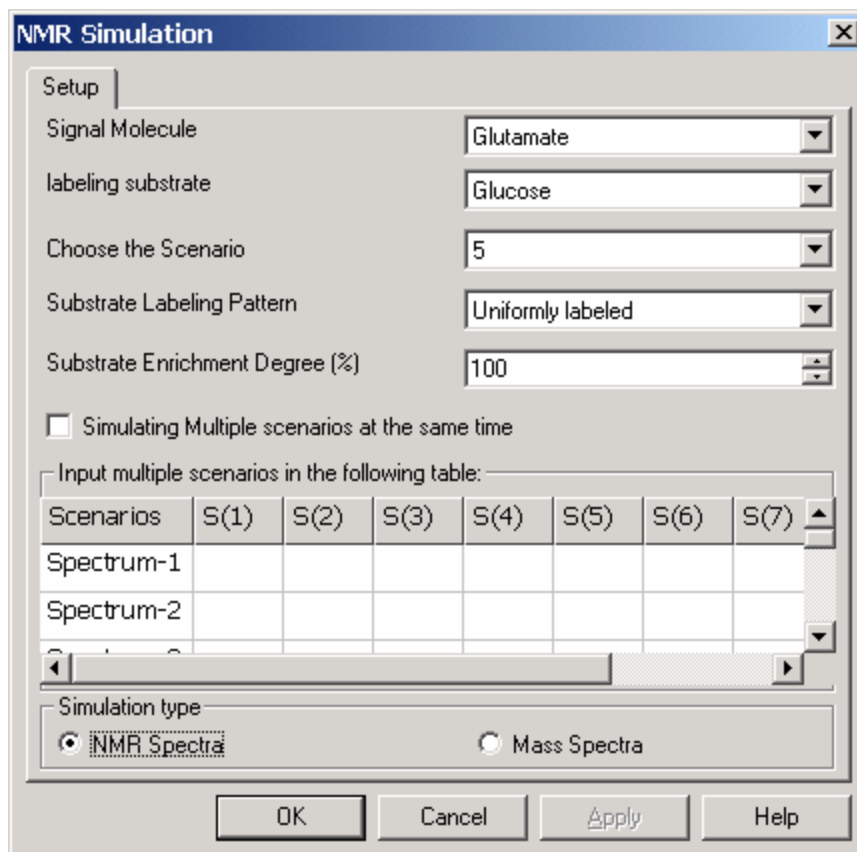 NMR Simulation
Setup
Signal Molecule
Glutamate
labeling substrate
Glucose
Choose the Scenario
5
Substrate Labeling Pattern
Uniformly labeled
Substrate Enrichment Degree (%)
100
Simulating Multiple scenarios at the same time
Input multiple scenarios in the following table:
Scenarios S(1) S(2) S(3) S(4) S(5) S(6) S(7)
Spectrum-1
Spectrum-2
Simulation type
NMR Spectra Mass Spectra
OK Cancel Apply Help